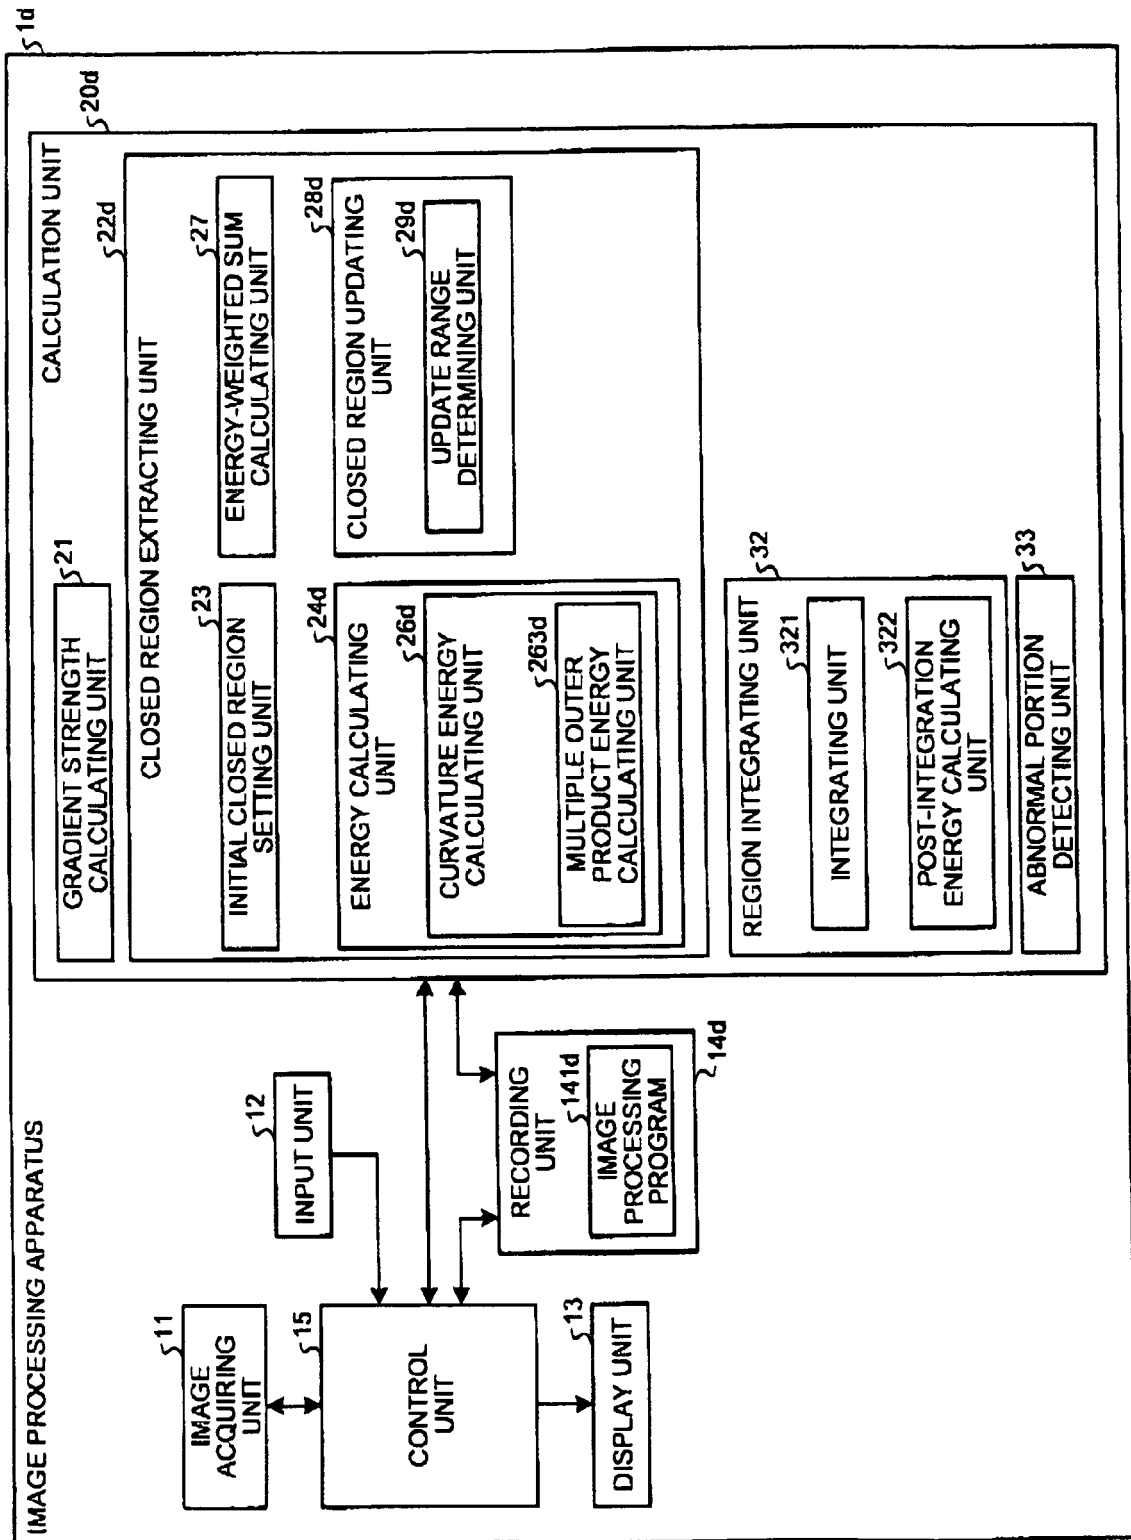 IMAGE PROCESSING APPARATUS
1d
11
IMAGE
ACQUIRING
UNIT
12
INPUT UNIT
15
CONTROL
UNIT
13
DISPLAY UNIT
RECORDING
UNIT
141d
IMAGE
PROCESSING
PROGRAM
14d
20d
CALCULATION UNIT
21
GRADIENT STRENGTH
CALCULATING UNIT
22d
CLOSED REGION EXTRACTING UNIT
23
INITIAL CLOSED REGION
SETTING UNIT
27
ENERGY-WEIGHTED SUM
CALCULATING UNIT
24d
ENERGY CALCULATING
UNIT
26d
CURVATURE ENERGY
CALCULATING UNIT
263d
MULTIPLE OUTER
PRODUCT ENERGY
CALCULATING UNIT
28d
CLOSED REGION UPDATING
UNIT
29d
UPDATE RANGE
DETERMINING UNIT
32
REGION INTEGRATING UNIT
321
INTEGRATING UNIT
322
POST-INTEGRATION
ENERGY CALCULATING
UNIT
33
ABNORMAL PORTION
DETECTING UNIT